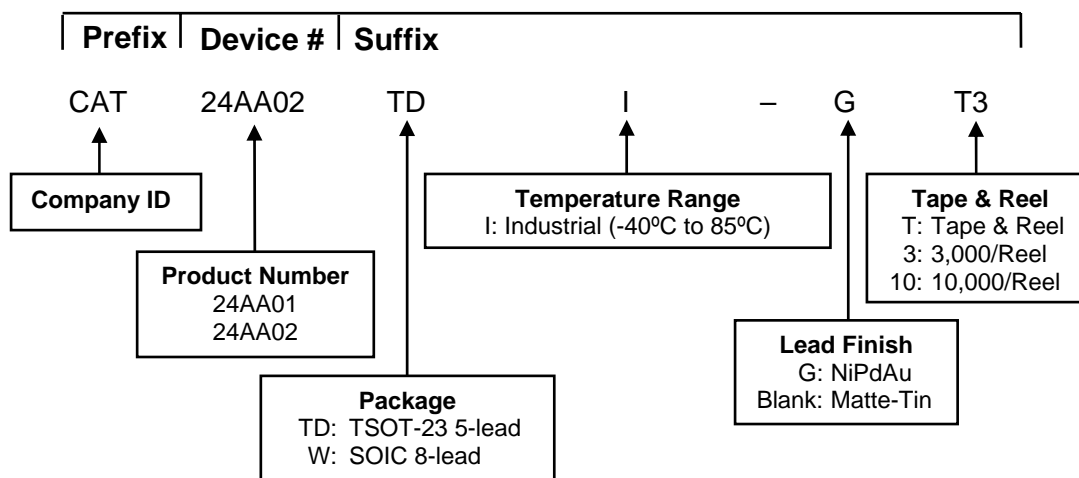 Prefix Device # Suffix
CAT 24AA02 TD I – G T3
Company ID
Product Number
24AA01
24AA02
Package
TD: TSOT-23 5-lead
W: SOIC 8-lead
Temperature Range
I: Industrial (-40ºC to 85ºC)
Lead Finish
G: NiPdAu
Blank: Matte-Tin
Tape & Reel
T: Tape & Reel
3: 3,000/Reel
10: 10,000/Reel